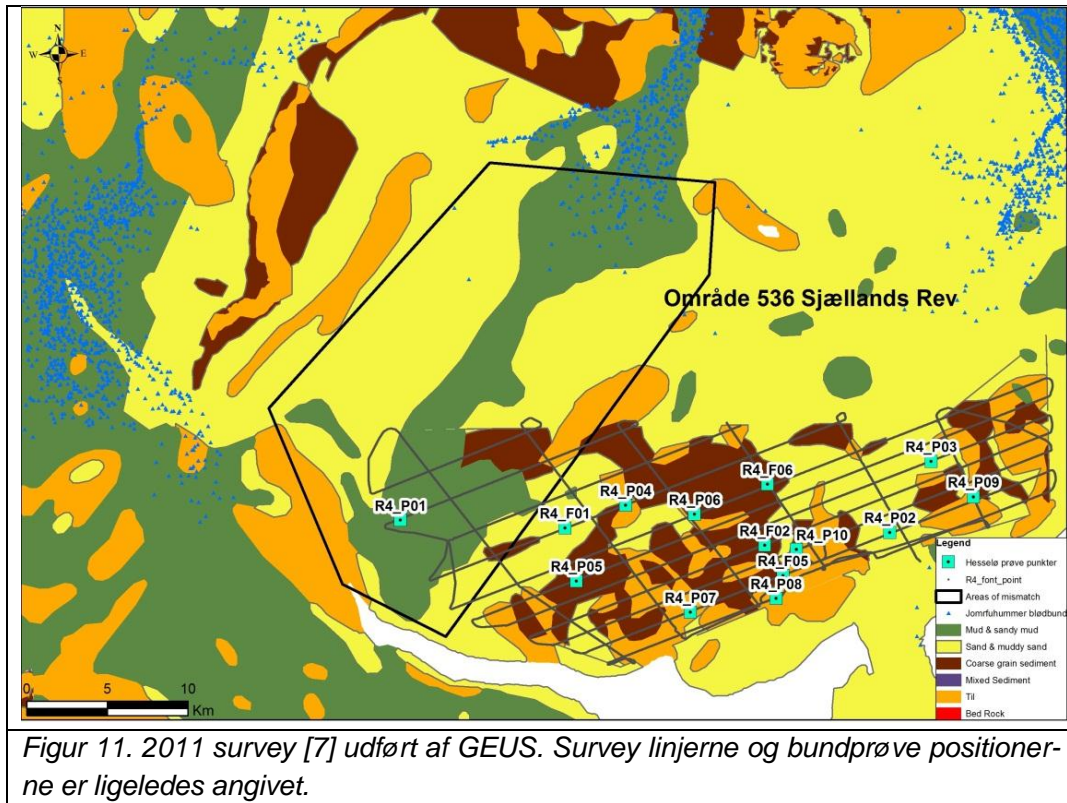 N
W E
S
Område 536 Sjællands Rev
R4_P03
R4_F06
R4_P09
R4_P04
R4_P06
R4_P01
R4_F01
R4_P02
R4_F02
R4_P10
R4_F05
R4_P05
R4_P08
R4_P07
Legend
Hesselø prøve punkter
R4_font_point
Areas of mismatch
Jomfruhummer blødbund
Mud & sandy mud
Sand & muddy sand
Coarse grain sediment
Mixed Sediment
Til
Bed Rock
0 5 10
Km
Figur 11. 2011 survey [7] udført af GEUS. Survey linjerne og bundprøve positioner-
ne er ligeledes angivet.